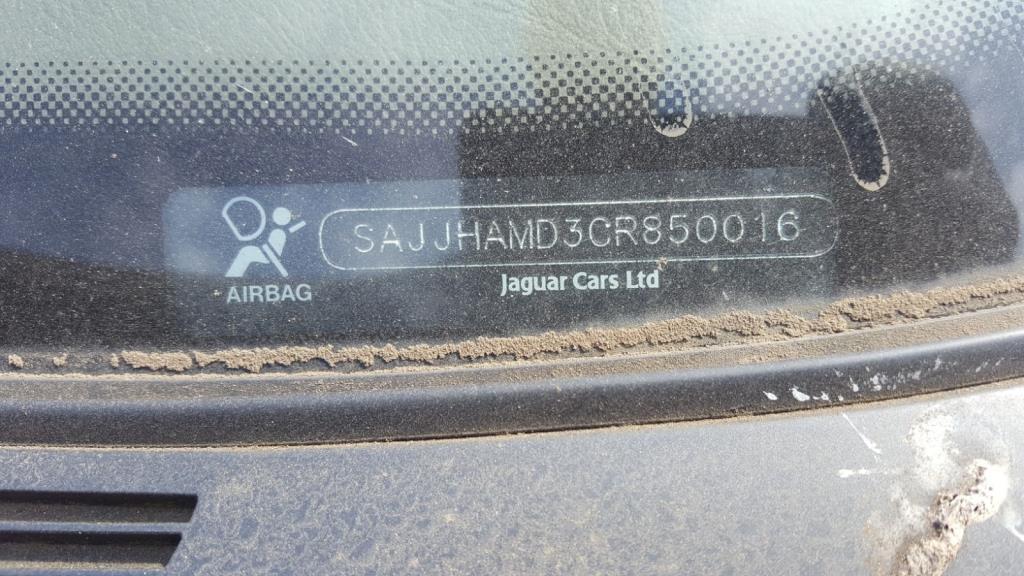 SAJJHAMD3CR850016
AIRBAG
Jaguar Cars Ltd